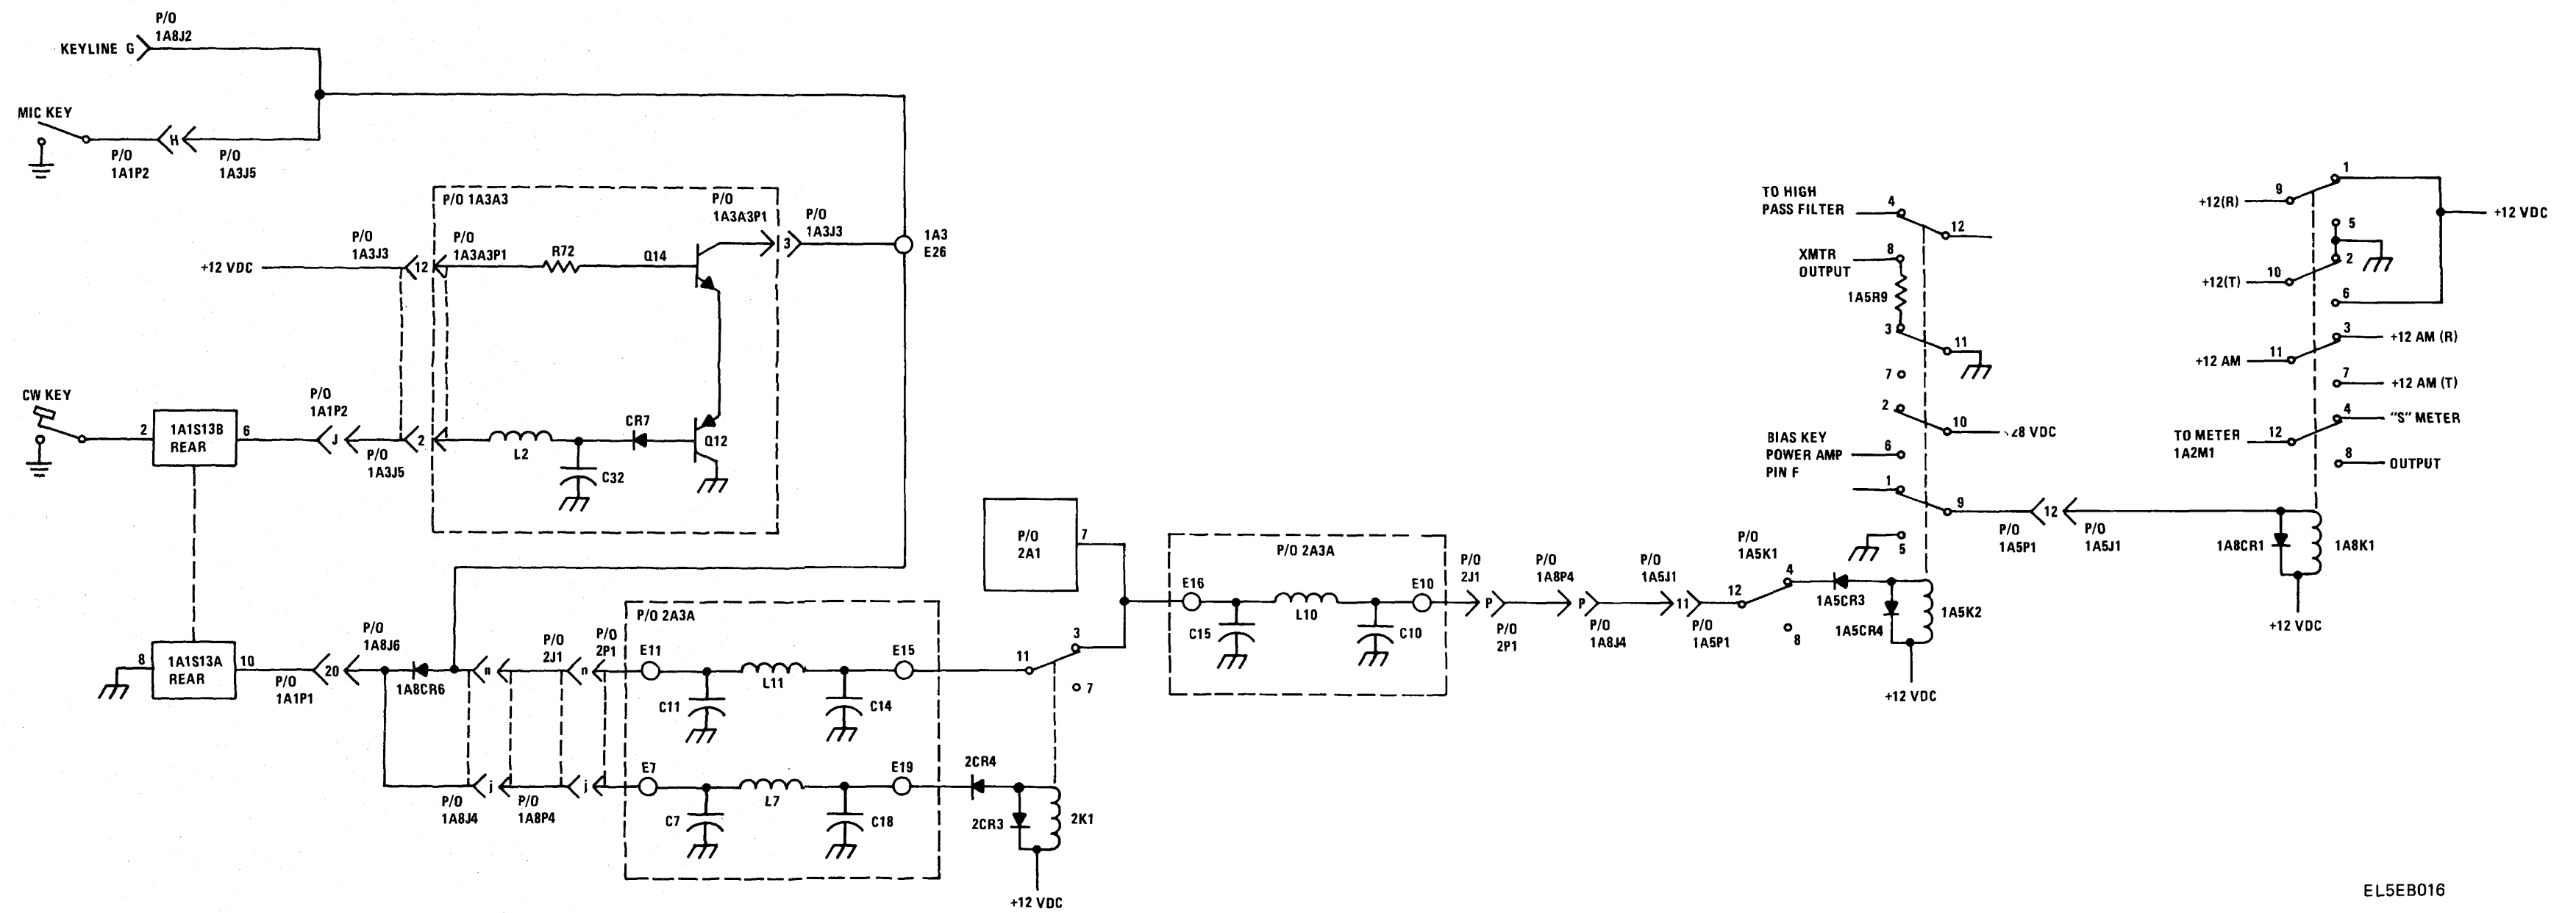 P/O
1A8J2
KEYLINE G
MIC KEY
H
P/O
1A1P2
P/O
1A3J5
P/O 1A3A3
P/O
1A3A3P1
P/O
1A3J3
3
1A3
E26
P/O
1A3J3
P/O
1A3A3P1
+12 VDC
12
R72
Q14
CW KEY
2
1A1S13B
REAR
6
P/O
1A1P2
J
P/O
1A3J5
2
L2
C32
CR7
Q12
8
1A1S13A
REAR
10
P/O
1A1P1
20
P/O
1A8J6
1A8CR6
n
P/O
2J1
n
P/O
2P1
P/O 2A3A
E11
C11
L11
C14
E15
11
3
7
P/O
1A8J4
j
P/O
1A8P4
j
E7
C7
L7
C18
E19
2CR4
2CR3
2K1
+12 VDC
P/O
2A1
7
P/O 2A3A
E16
C15
L10
C10
E10
P/O
2J1
P
P/O
2P1
P/O
1A8P4
P
P/O
1A8J4
P/O
1A5J1
11
P/O
1A5P1
P/O
1A5K1
12
4
8
1A5CR3
1A5CR4
1A5K2
+12 VDC
TO HIGH
PASS FILTER
4
12
XMTR
OUTPUT
8
1A5R9
3
11
7
2
10
28 VDC
BIAS KEY
POWER AMP
PIN F
6
1
9
5
P/O
1A5P1
12
P/O
1A5J1
1A8CR1
1A8K1
+12 VDC
+12(R)
9
1
+12 VDC
5
+12(T)
10
2
6
+12 AM
11
3
+12 AM (R)
7
+12 AM (T)
TO METER
1A2M1
12
4
"S" METER
8
OUTPUT
EL5EB016